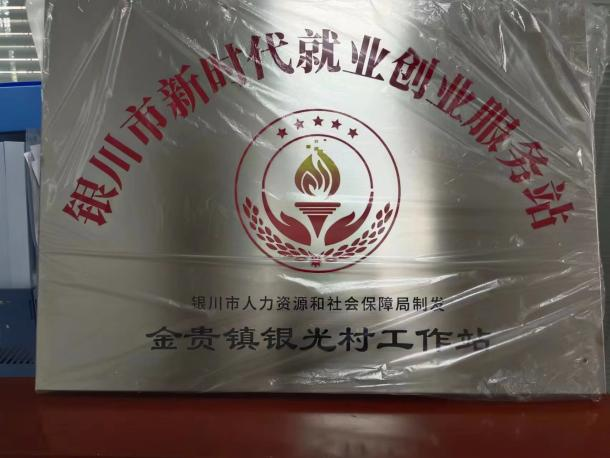 银川市新时代就业创业服务站
银川市人力资源和社会保障局制发
金贵镇银光村工作站